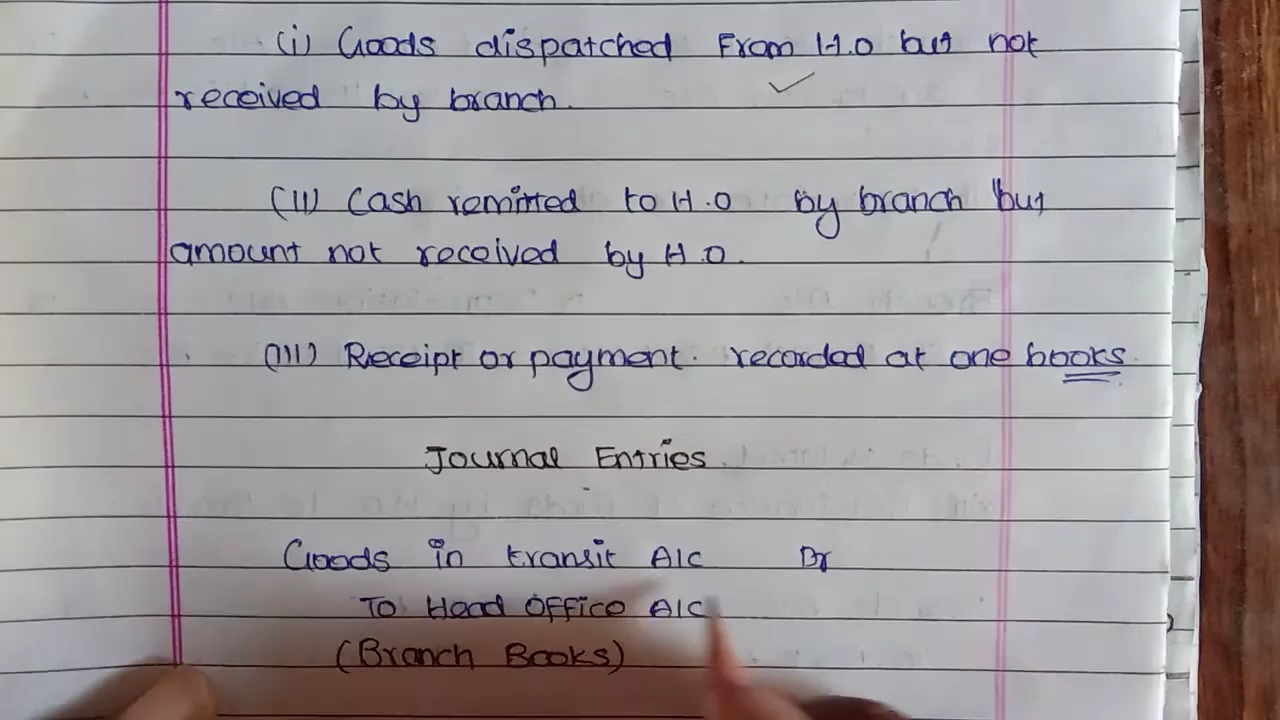 (i) Goods dispatched From H.O but not
received by branch.
(II) Cash remitted to H.O by branch but
amount not received by H.O.
(III) Receipt or payment. recorded at one books.
Journal Entries.
Goods in transit A/C Dr
To Head Office A/C
(Branch Books)